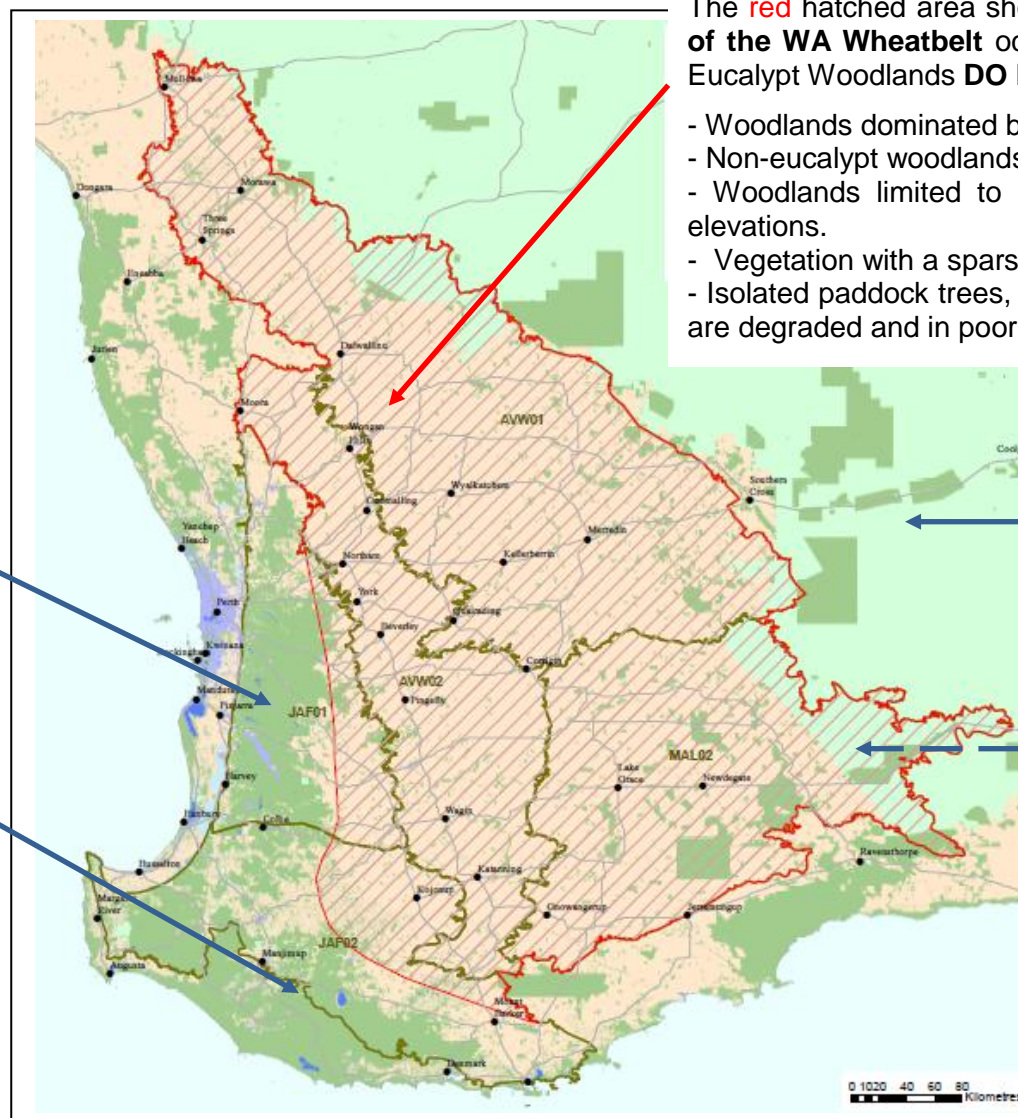 The red hatched area sh
of the WA Wheatbelt oc
Eucalypt Woodlands DO
- Woodlands dominated b
- Non-eucalypt woodlands
- Woodlands limited to
elevations.
- Vegetation with a spars
- Isolated paddock trees,
are degraded and in poor
Mullewa
Dongara
Morawa
Three
Springs
Eneabba
Jurien
Dalwallinu
Moora
AVW01
Wongan
Hills
Cool
Southern
Cross
Wyalkatchem
Goomalling
Yanchep
Beach
Merredin
Northam
Kellerberrin
York
Perth
Quairading
Beverley
Kwinana
Rockingham
Corrigin
AVW02
Mandurah
Pingelly
Pinjarra
JAF01
MAL02
Lake
Grace
Newdegate
Harvey
Wagin
Bunbury
Collie
Ravensthorpe
Busselton
Katanning
Kojonup
Margaret
River
Gnowangerup
Jerramungup
JAF02
Manjimup
Augusta
Mount
Barker
Denmark
0 1020 40 60 80
Kilometres